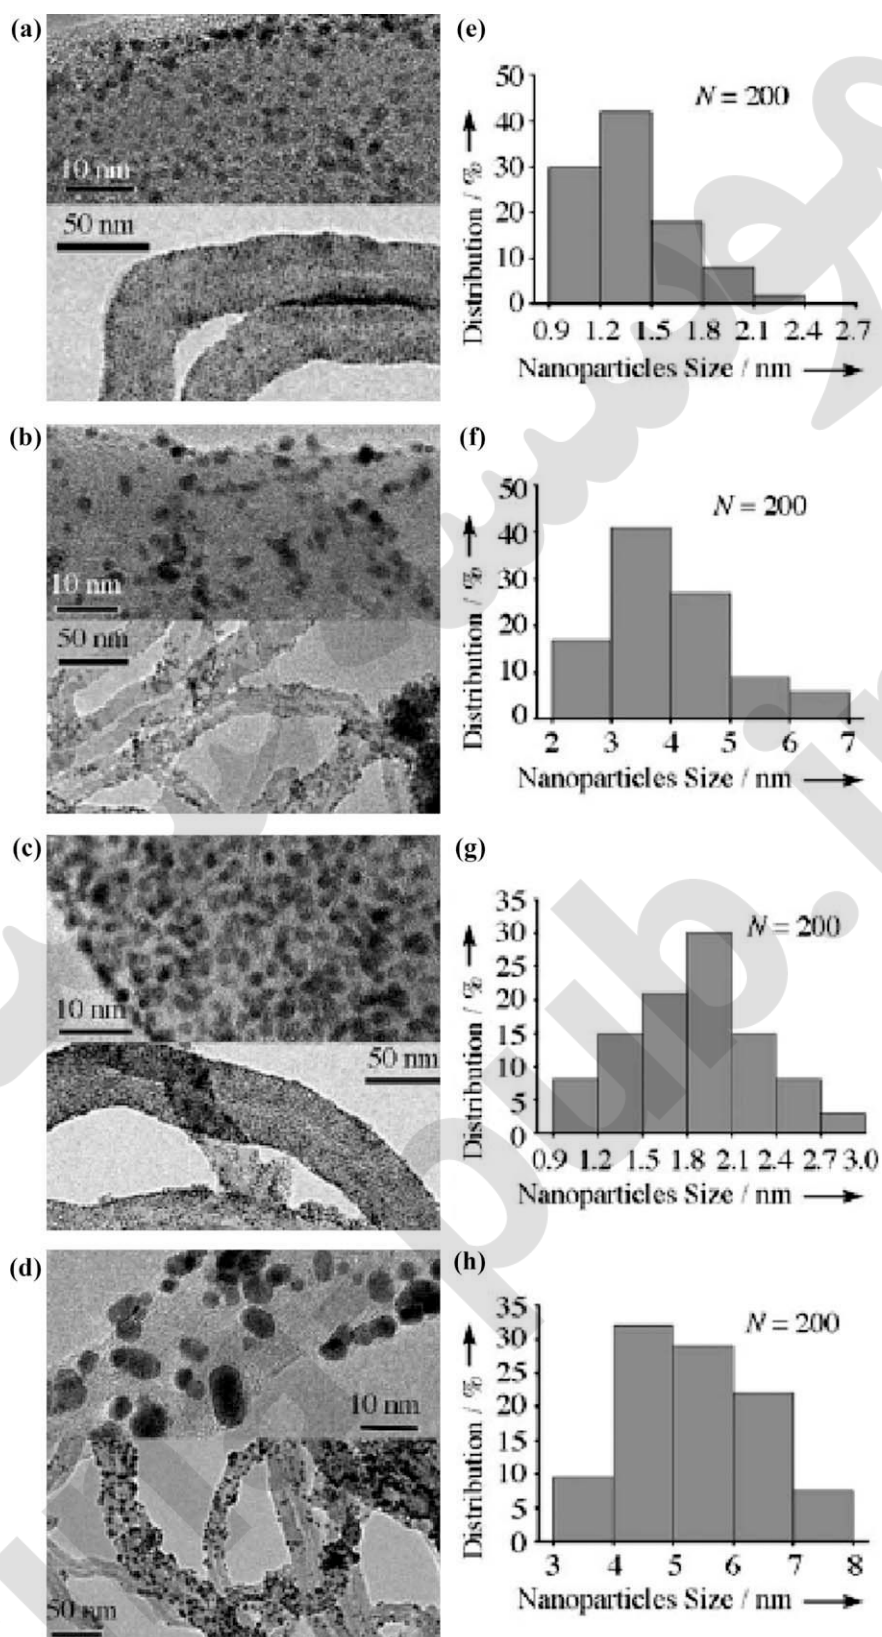 (a)
10 nm
50 nm
(e)
50
40
30
20
10
0
N = 200
Distribution / %
0.9 1.2 1.5 1.8 2.1 2.4 2.7
Nanoparticles Size / nm
(b)
10 nm
50 nm
(f)
50
40
30
20
10
0
N = 200
Distribution / %
2 3 4 5 6 7
Nanoparticles Size / nm
(c)
10 nm
50 nm
(g)
35
30
25
20
15
10
5
0
N = 200
Distribution / %
0.9 1.2 1.5 1.8 2.1 2.4 2.7 3.0
Nanoparticles Size / nm
(d)
10 nm
50 nm
(h)
35
30
25
20
15
10
5
0
N = 200
Distribution / %
3 4 5 6 7 8
Nanoparticles Size / nm